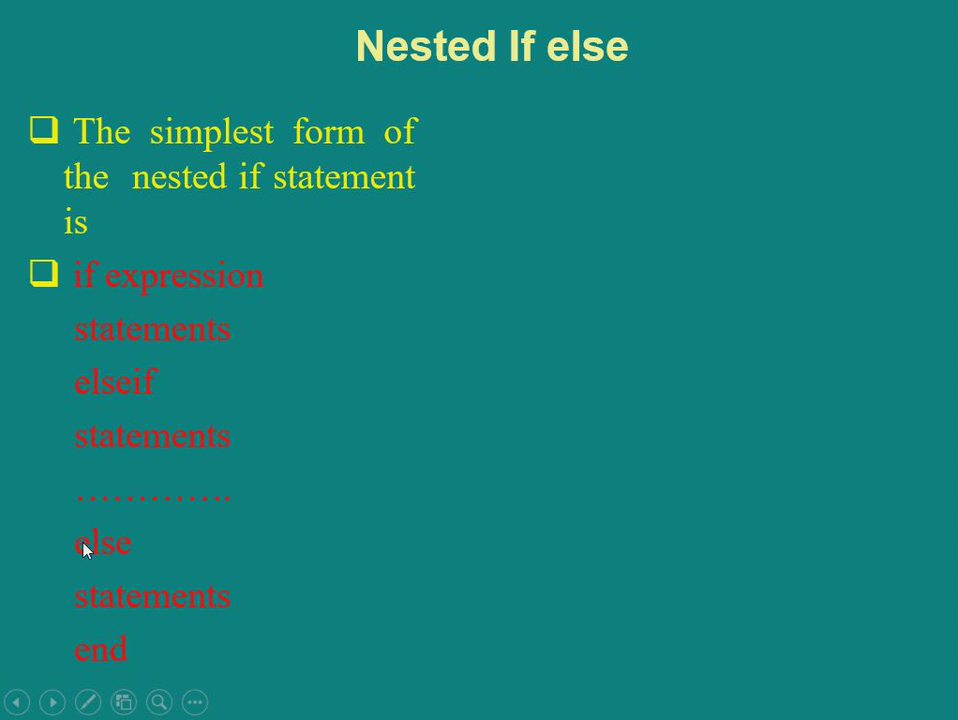 Nested If else
The simplest form of
the nested if statement
is
if expression
statements
elseif
statements
………….
else
statements
end